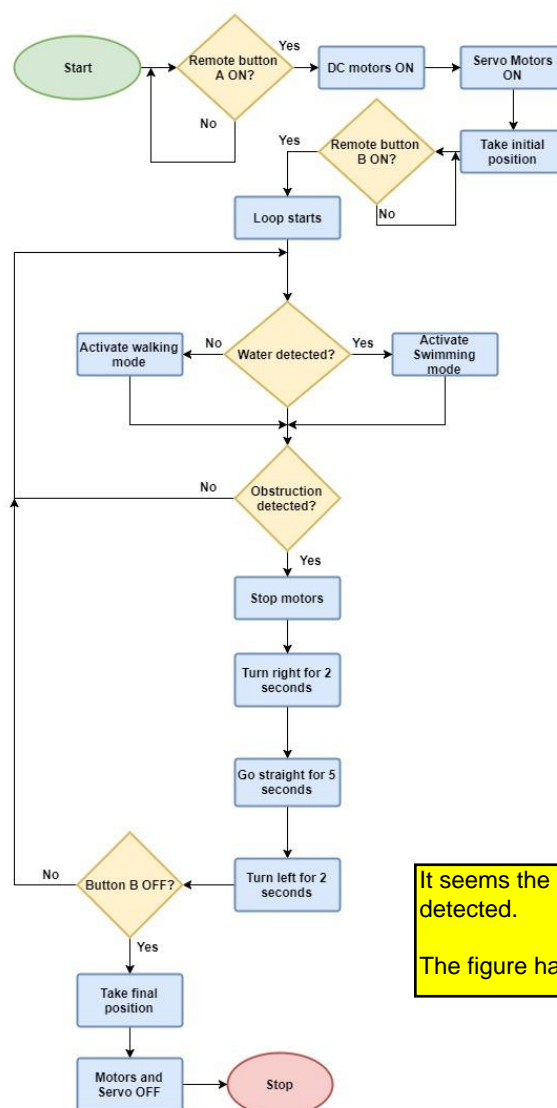 Start
Remote button
A ON?
Yes
No
DC motors ON
Servo Motors
ON
Take initial
position
Remote button
B ON?
Yes
No
Loop starts
Water detected?
No
Yes
Activate walking
mode
Activate
Swimming
mode
Obstruction
detected?
No
Yes
Stop motors
Turn right for 2
seconds
Go straight for 5
seconds
Turn left for 2
seconds
Button B OFF?
No
Yes
Take final
position
Motors and
Servo OFF
Stop
It seems the
detected.
The figure ha